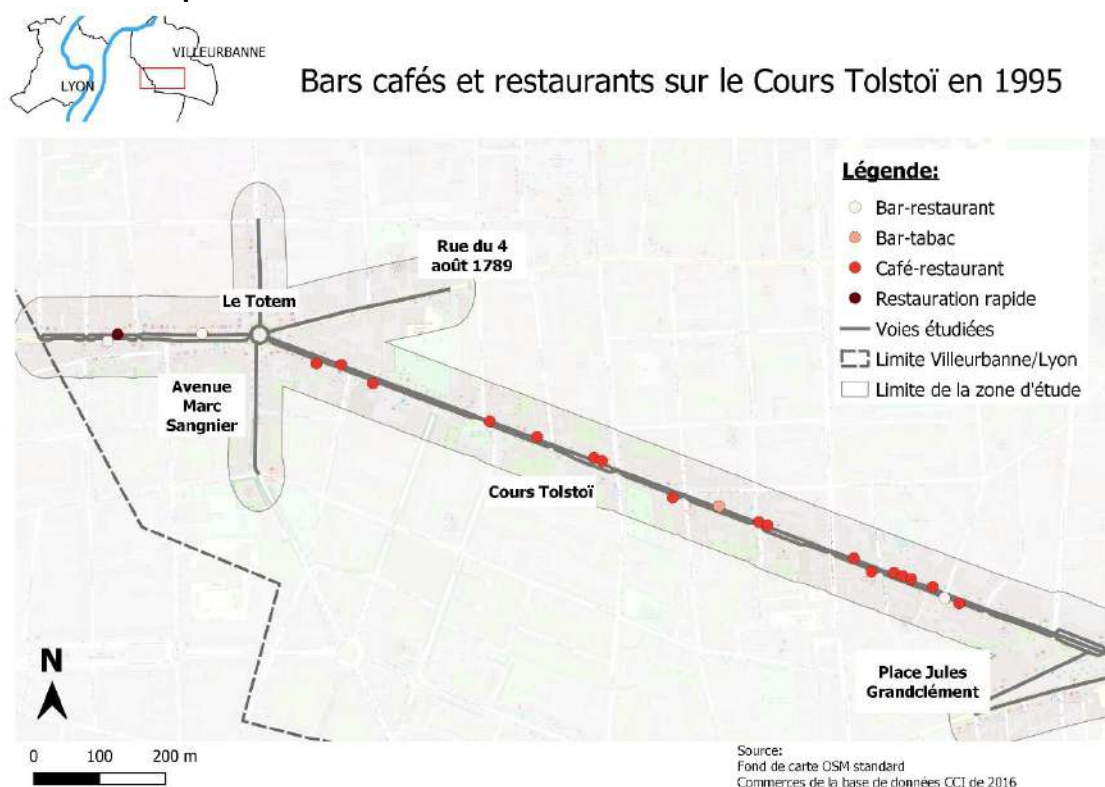 VILLEURBANNE
LYON
Bars cafés et restaurants sur le Cours Tolstoï en 1995
Légende:
Bar-restaurant
Bar-tabac
Café-restaurant
Restauration rapide
Voies étudiées
Limite Villeurbanne/Lyon
Limite de la zone d'étude
Rue du 4
août 1789
Le Totem
Avenue
Marc
Sangnier
Cours Tolstoï
Place Jules
Grandclément
N
0 100 200 m
Source:
Fond de carte OSM standard
Commerces de la base de données CCI de 2016